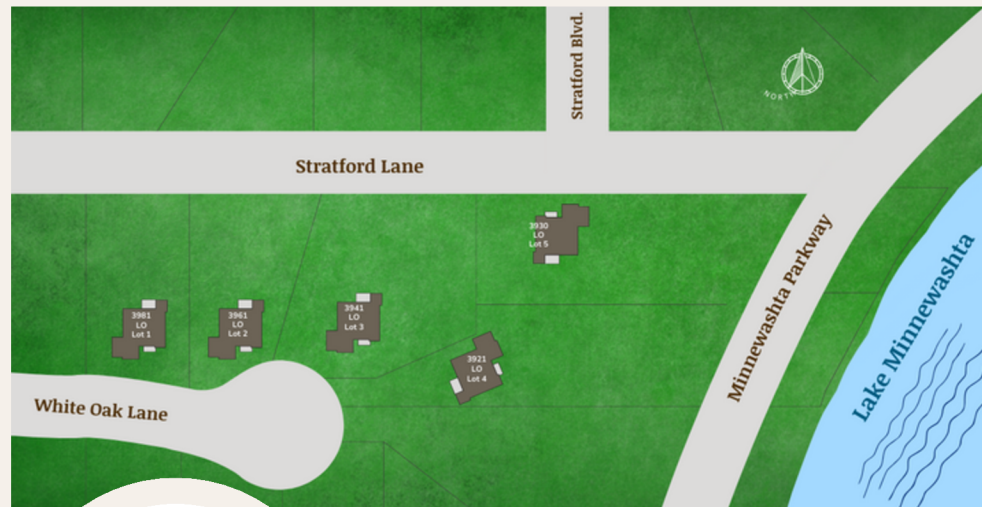 Stratford Blvd.
NORTH
Stratford Lane
3930
LO
Lot 5
3981
LO
Lot 1
3961
LO
Lot 2
3941
LO
Lot 3
3921
LO
Lot 4
Minnewashta Parkway
Lake Minnewashta
White Oak Lane